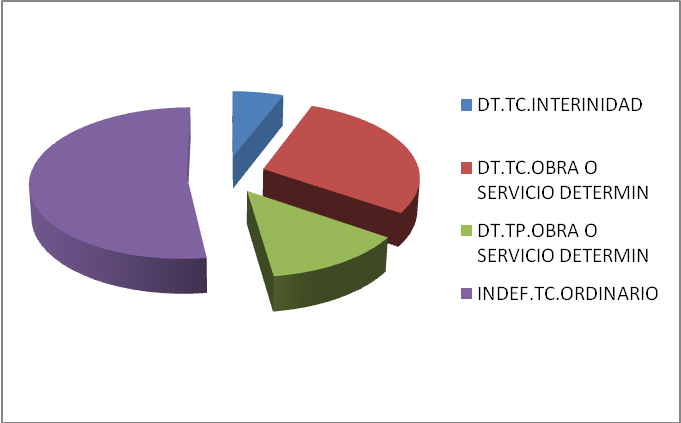 DT.TC.INTERINIDAD
DT.TC.OBRA O
SERVICIO DETERMIN
DT.TP.OBRA O
SERVICIO DETERMIN
INDEF.TC.ORDINARIO